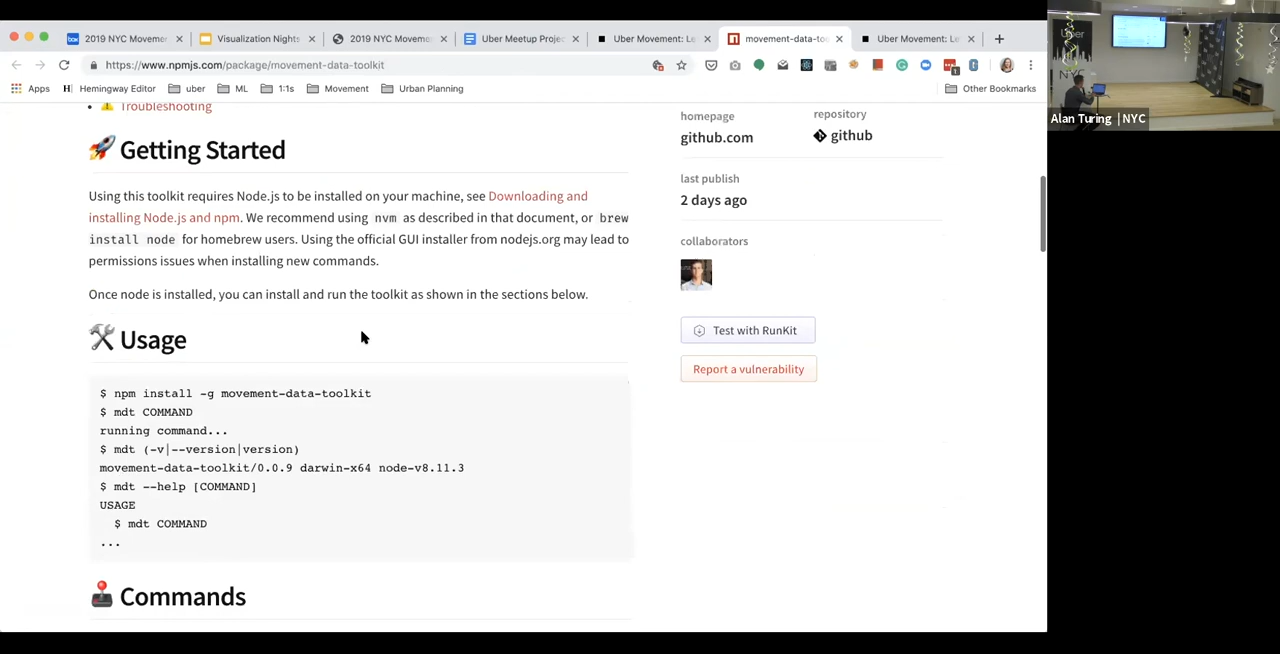 2019 NYC Movemen
Visualization Nights
2019 NYC Movemen
Uber Meetup Projec
Uber Movement: Le
movement-data-too
Uber Movement: Le
https://www.npmjs.com/package/movement-data-toolkit
Apps
Hemingway Editor
uber
ML
1:1s
Movement
Urban Planning
Other Bookmarks
Troubleshooting
🚀 Getting Started
Using this toolkit requires Node.js to be installed on your machine, see Downloading and
installing Node.js and npm. We recommend using nvm as described in that document, or brew
install node for homebrew users. Using the official GUI installer from nodejs.org may lead to
permissions issues when installing new commands.
Once node is installed, you can install and run the toolkit as shown in the sections below.
🛠 Usage
$ npm install -g movement-data-toolkit
$ mdt COMMAND
running command...
$ mdt (-v|--version|version)
movement-data-toolkit/0.0.9 darwin-x64 node-v8.11.3
$ mdt --help [COMMAND]
USAGE
$ mdt COMMAND
...
🕹 Commands
homepage
github.com
repository
github
last publish
2 days ago
collaborators
Test with RunKit
Report a vulnerability
Uber
NYC
Alan Turing | NYC